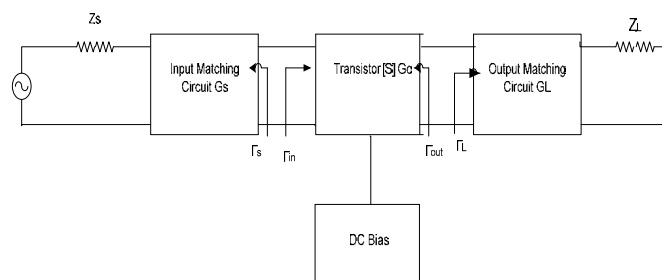 Zs
ZL
Input Matching
Circuit Gs
Transistor [S] Go
Output Matching
Circuit GL
Γs
Γin
Γout
ΓL
DC Bias